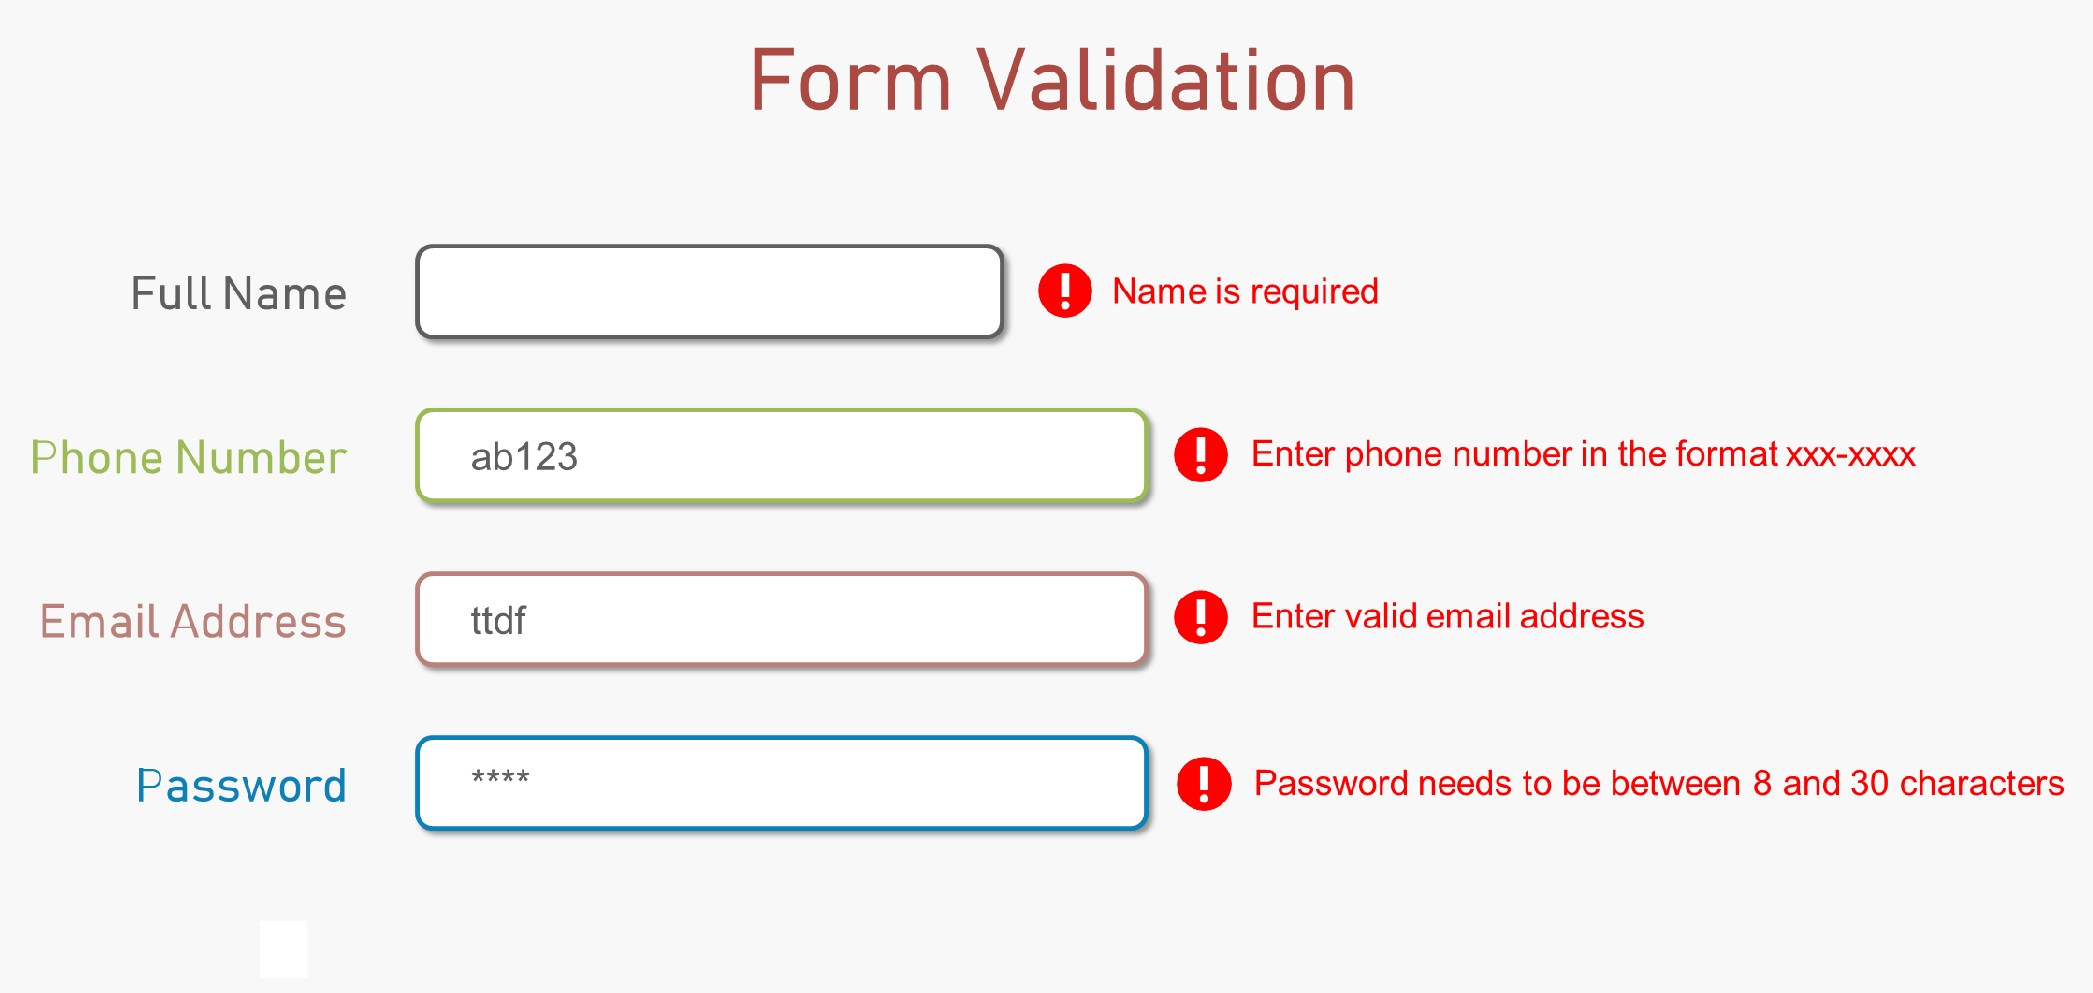 Form Validation
Full Name
Name is required
Phone Number
ab123
Enter phone number in the format xxx-xxxx
Email Address
ttdf
Enter valid email address
Password
****
Password needs to be between 8 and 30 characters